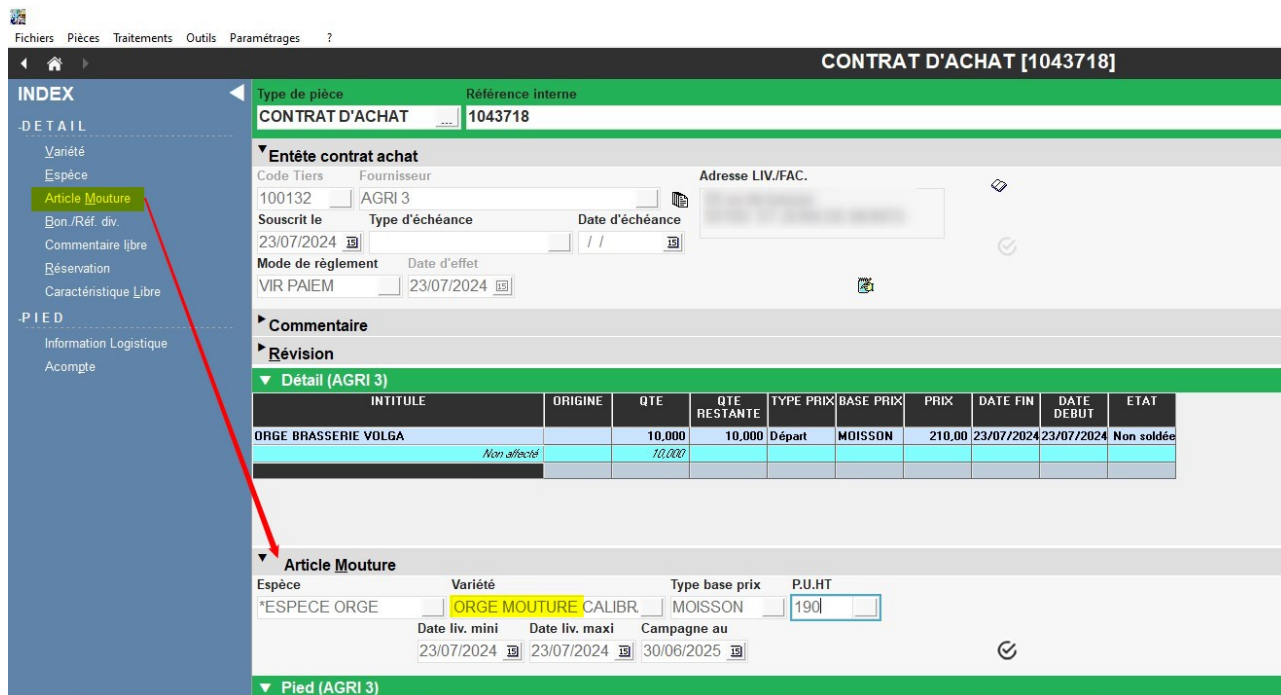 Fichiers Pièces Traitements Outils Paramétrages ?
CONTRAT D'ACHAT [1043718]
INDEX
-DETAIL
Variété
Espèce
Article Mouture
Bon./Réf. div.
Commentaire libre
Réservation
Caractéristique Libre
-PIED
Information Logistique
Acompte
Type de pièce Référence interne
CONTRAT D'ACHAT ... 1043718
Entête contrat achat
Code Tiers Fournisseur Adresse LIV./FAC.
100132 AGRI 3
Souscrit le Type d'échéance Date d'échéance
23/07/2024 15 / / 15
Mode de règlement Date d'effet
VIR PAIEM 23/07/2024 15
Commentaire
Révision
Détail (AGRI 3)
INTITULE ORIGINE QTE QTE RESTANTE TYPE PRIX BASE PRIX PRIX DATE FIN DATE DEBUT ETAT
ORGE BRASSERIE VOLGA 10,000 10,000 Départ MOISSON 210,00 23/07/2024 23/07/2024 Non soldée
Non affecté 10,000
Article Mouture
Espèce Variété Type base prix P.U.HT
*ESPECE ORGE ORGE MOUTURE CALIBR. MOISSON 190
Date liv. mini Date liv. maxi Campagne au
23/07/2024 15 23/07/2024 15 30/06/2025 15
Pied (AGRI 3)